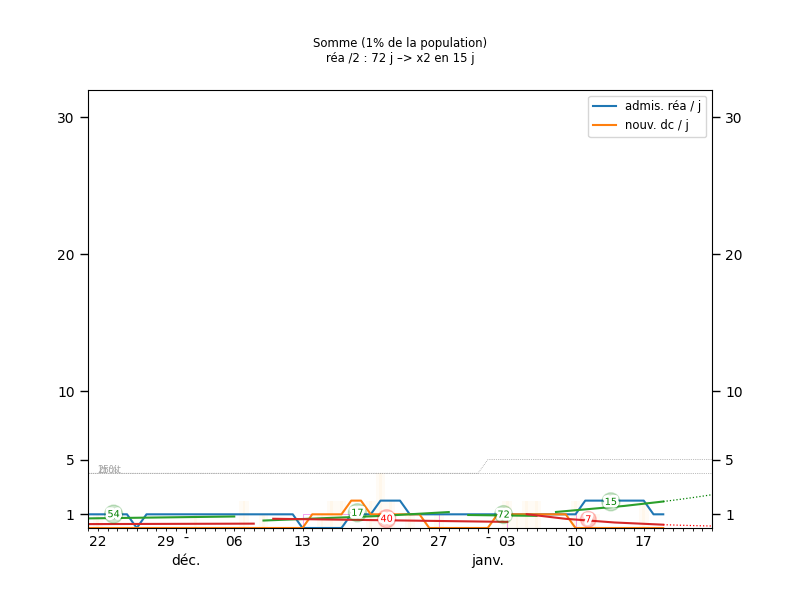 Somme (1% de la population)
réa /2 : 72 j –> x2 en 15 j
admis. réa / j
nouv. dc / j
30 30
20 20
10 10
5 5
1 1
54 17 40 72 7 15
22 29 - 06 13 20 27 - 03 10 17
déc. janv.